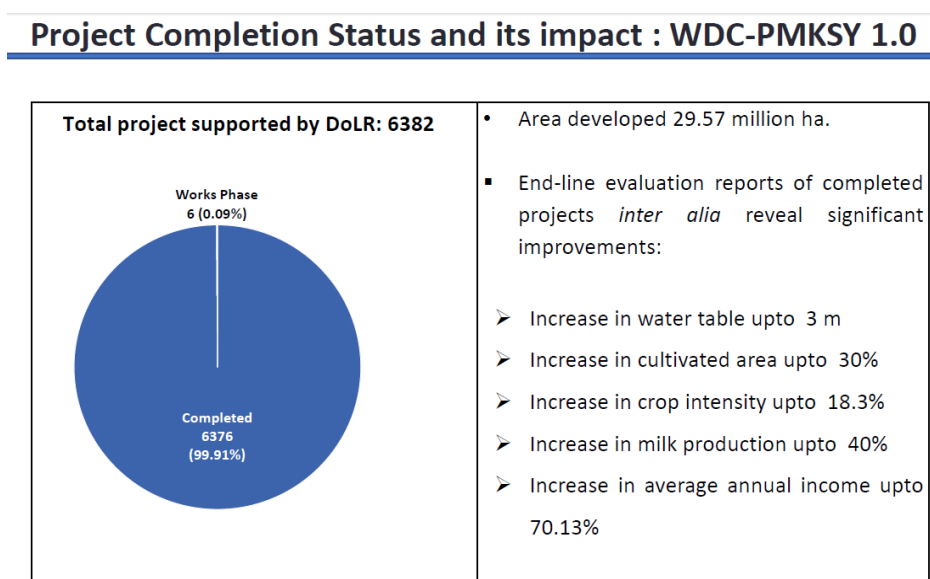 Project Completion Status and its impact : WDC-PMKSY 1.0
Total project supported by DoLR: 6382
Works Phase
6 (0.09%)
Completed
6376
(99.91%)
• Area developed 29.57 million ha.
▪ End-line evaluation reports of completed
projects inter alia reveal significant
improvements:
➢ Increase in water table upto 3 m
➢ Increase in cultivated area upto 30%
➢ Increase in crop intensity upto 18.3%
➢ Increase in milk production upto 40%
➢ Increase in average annual income upto
70.13%